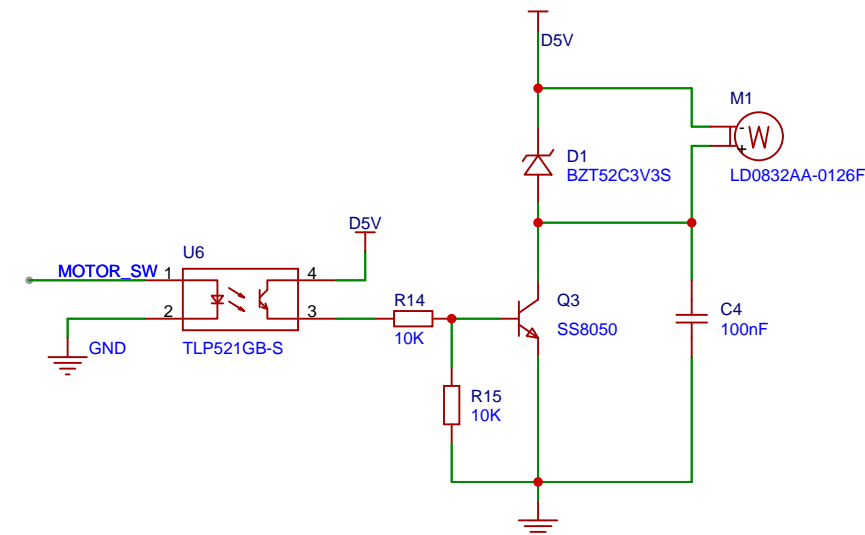 D5V
M1
-
W
+
LD0832AA-0126F
D1
BZT52C3V3S
D5V
U6
MOTOR_SW
1
4
2
3
GND
TLP521GB-S
R14
10K
Q3
SS8050
C4
100nF
R15
10K